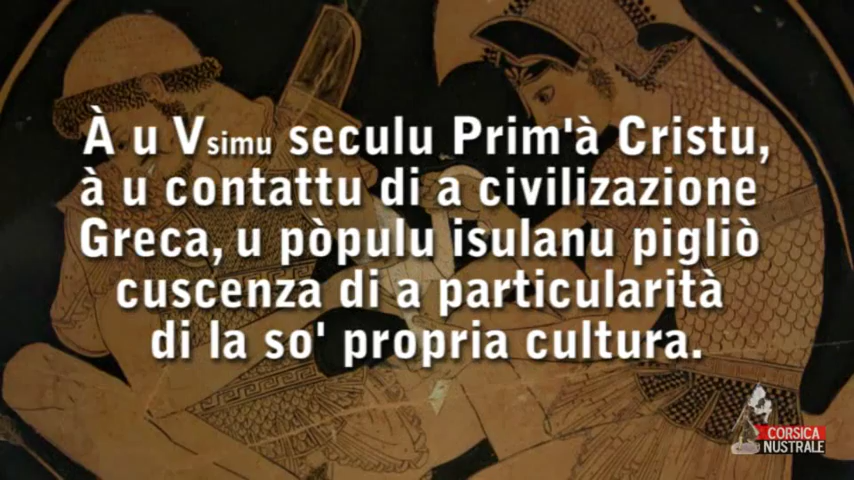 À u Vsimu seculu Prim'à Cristu,
à u contattu di a civilizazione
Greca, u pòpulu isulanu pigliò
cuscenza di a particularità
di la so' propria cultura.
CORSICA
NUSTRALE